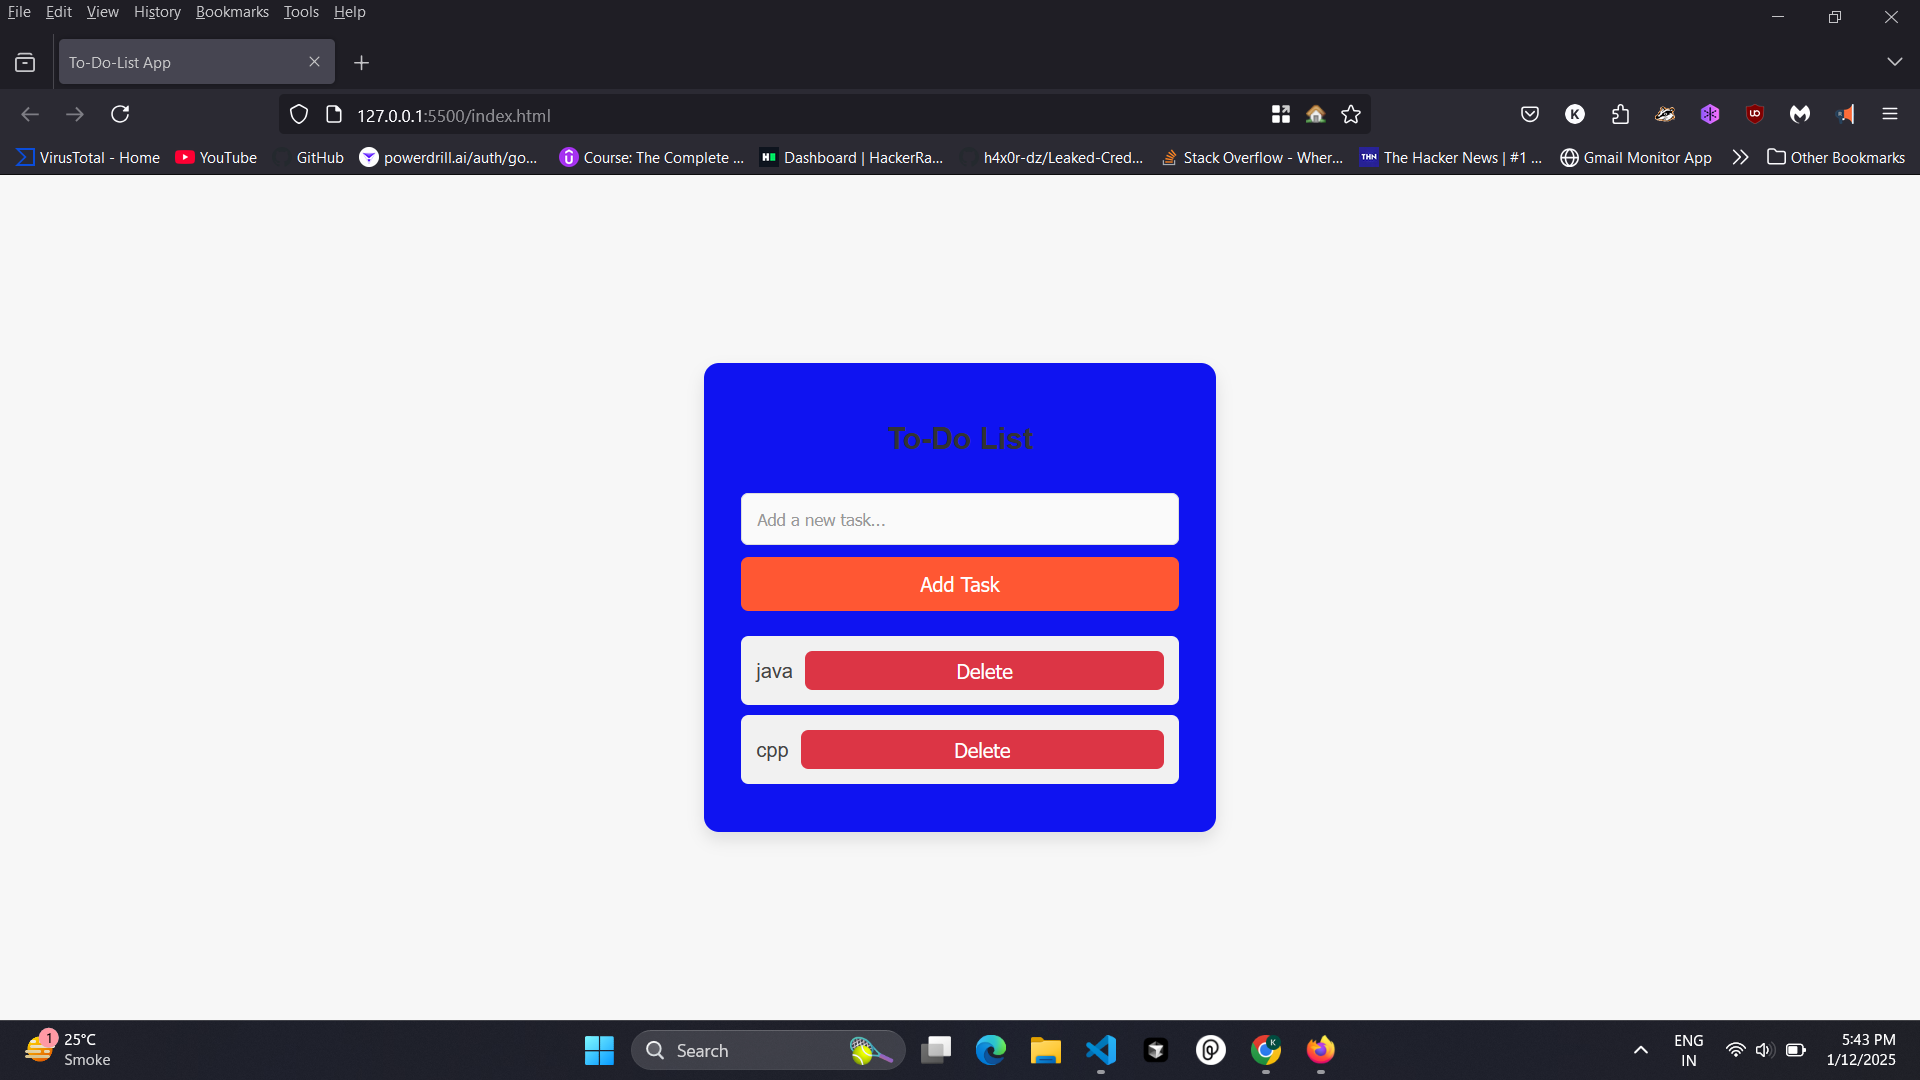 File Edit View History Bookmarks Tools Help
To-Do-List App
127.0.0.1:5500/index.html
K
UD
VirusTotal - Home YouTube GitHub powerdrill.ai/auth/go... Course: The Complete ... Dashboard | HackerRa... h4x0r-dz/Leaked-Cred... Stack Overflow - Wher... THN The Hacker News | #1 ... Gmail Monitor App Other Bookmarks
To-Do List
Add a new task...
Add Task
java Delete
cpp Delete
1 25°C
Smoke
Search
K
ENG
IN
5:43 PM
1/12/2025